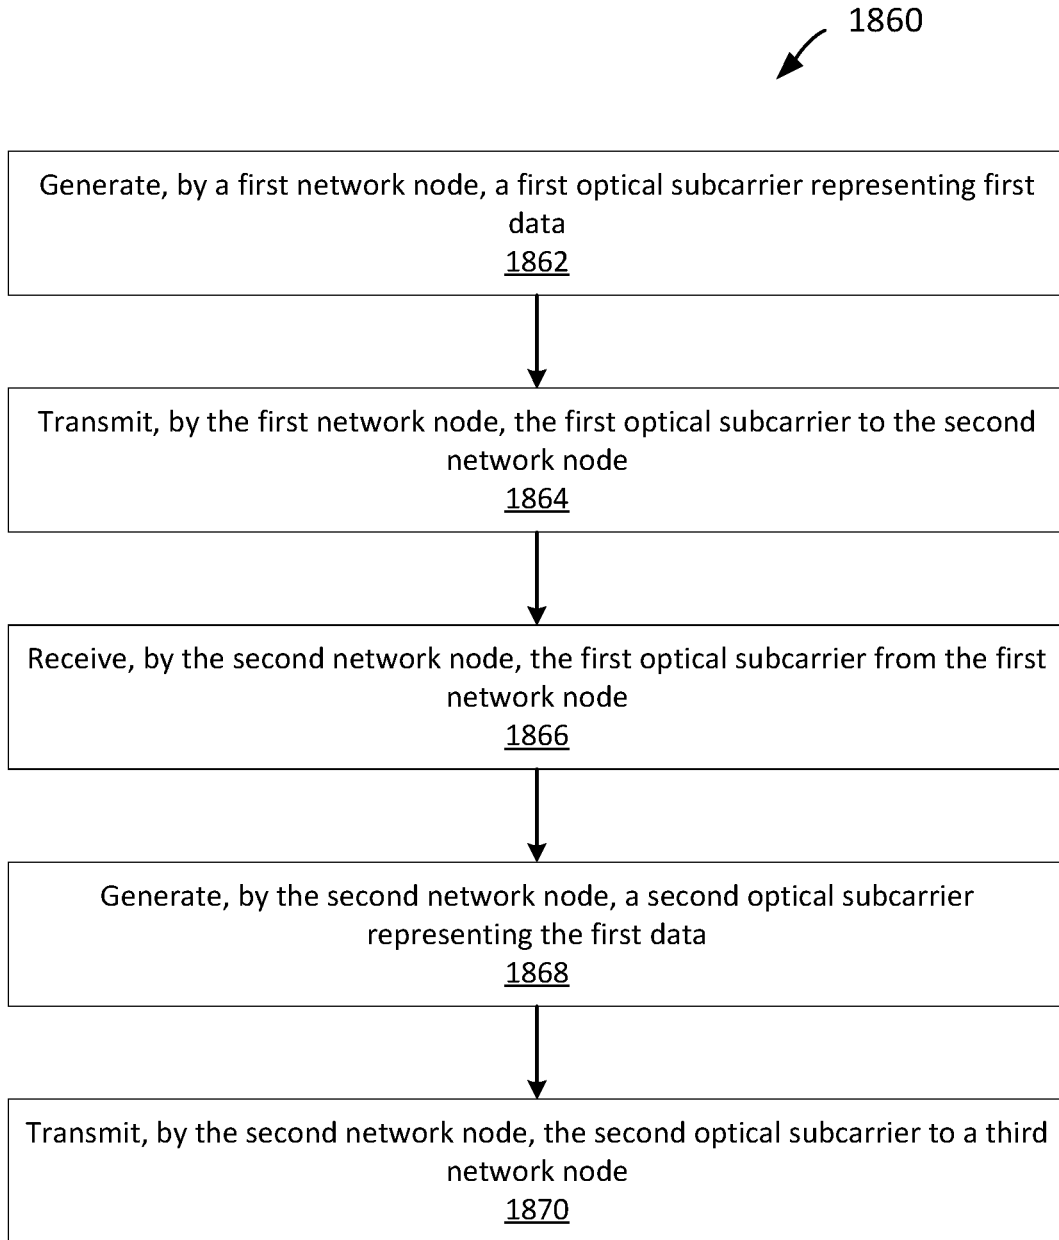 1860
Generate, by a first network node, a first optical subcarrier representing first
data
1862
Transmit, by the first network node, the first optical subcarrier to the second
network node
1864
Receive, by the second network node, the first optical subcarrier from the first
network node
1866
Generate, by the second network node, a second optical subcarrier
representing the first data
1868
Transmit, by the second network node, the second optical subcarrier to a third
network node
1870